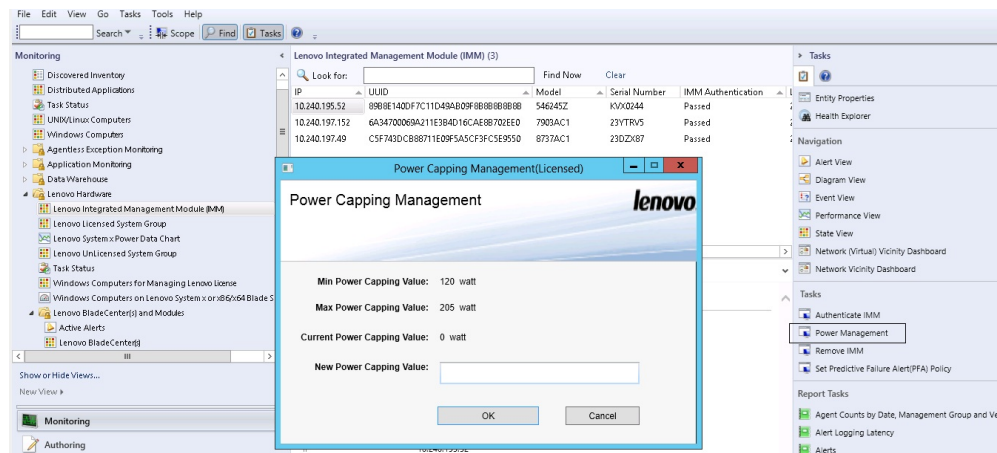 File Edit View Go Tasks Tools Help
Search Scope Find Tasks
Monitoring
Discovered Inventory
Distributed Applications
Task Status
UNIX/Linux Computers
Windows Computers
Agentless Exception Monitoring
Application Monitoring
Data Warehouse
Lenovo Hardware
Lenovo Integrated Management Module (IMM)
Lenovo Licensed System Group
Lenovo System x Power Data Chart
Lenovo UnLicensed System Group
Task Status
Windows Computers for Managing Lenovo License
Windows Computers on Lenovo System x or x86/x64 Blade S
Lenovo BladeCenter(s) and Modules
Active Alerts
Lenovo BladeCenter(s)
Show or Hide Views...
New View
Monitoring
Authoring
Lenovo Integrated Management Module (IMM) (3)
Look for: Find Now Clear
IP UUID Model Serial Number IMM Authentication
10.240.195.52 89B8E140DF7C11D49AB09F8B8B8B8B8B 546245Z KVX0244 Passed
10.240.197.152 6A34700069A211E3B4D16CAE8B702EE0 7903AC1 23YTRV5 Passed
10.240.197.49 C5F743DCB88711E09F5A5CF3FC5E9550 8737AC1 23DZX87 Passed
Power Capping Management(Licensed)
Power Capping Management
lenovo
Min Power Capping Value: 120 watt
Max Power Capping Value: 205 watt
Current Power Capping Value: 0 watt
New Power Capping Value:
OK Cancel
Tasks
Entity Properties
Health Explorer
Navigation
Alert View
Diagram View
Event View
Performance View
State View
Network (Virtual) Vicinity Dashboard
Network Vicinity Dashboard
Tasks
Authenticate IMM
Power Management
Remove IMM
Set Predictive Failure Alert(PFA) Policy
Report Tasks
Agent Counts by Date, Management Group and Ve
Alert Logging Latency
Alerts